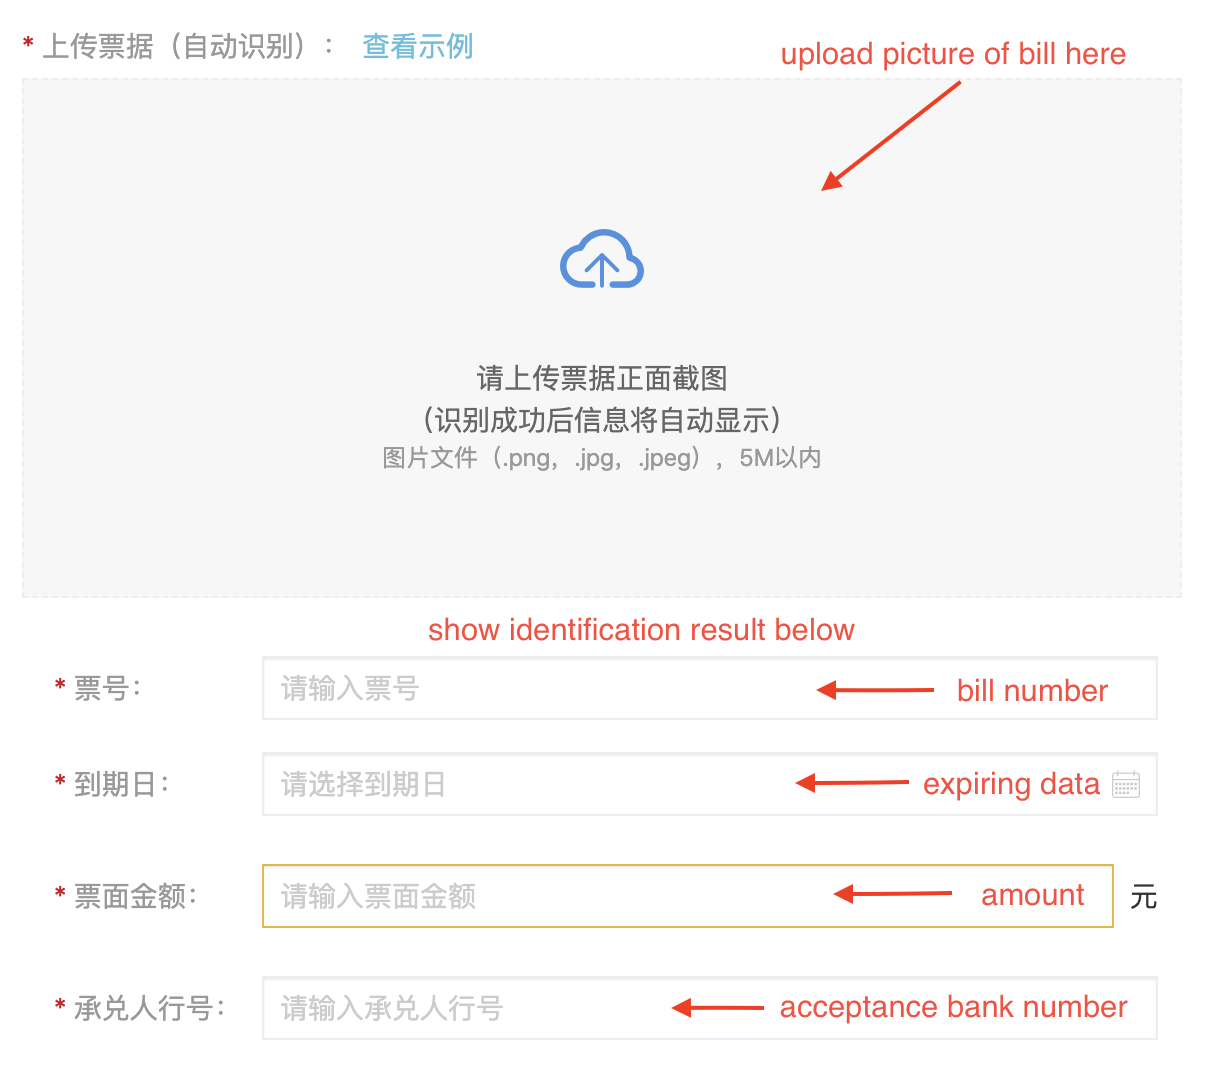 * 上传票据（自动识别）： 查看示例
upload picture of bill here
请上传票据正面截图
（识别成功后信息将自动显示）
图片文件（.png，.jpg，.jpeg），5M以内
show identification result below
* 票号： 请输入票号 bill number
* 到期日： 请选择到期日 expiring data
* 票面金额： 请输入票面金额 amount 元
* 承兑人行号： 请输入承兑人行号 acceptance bank number